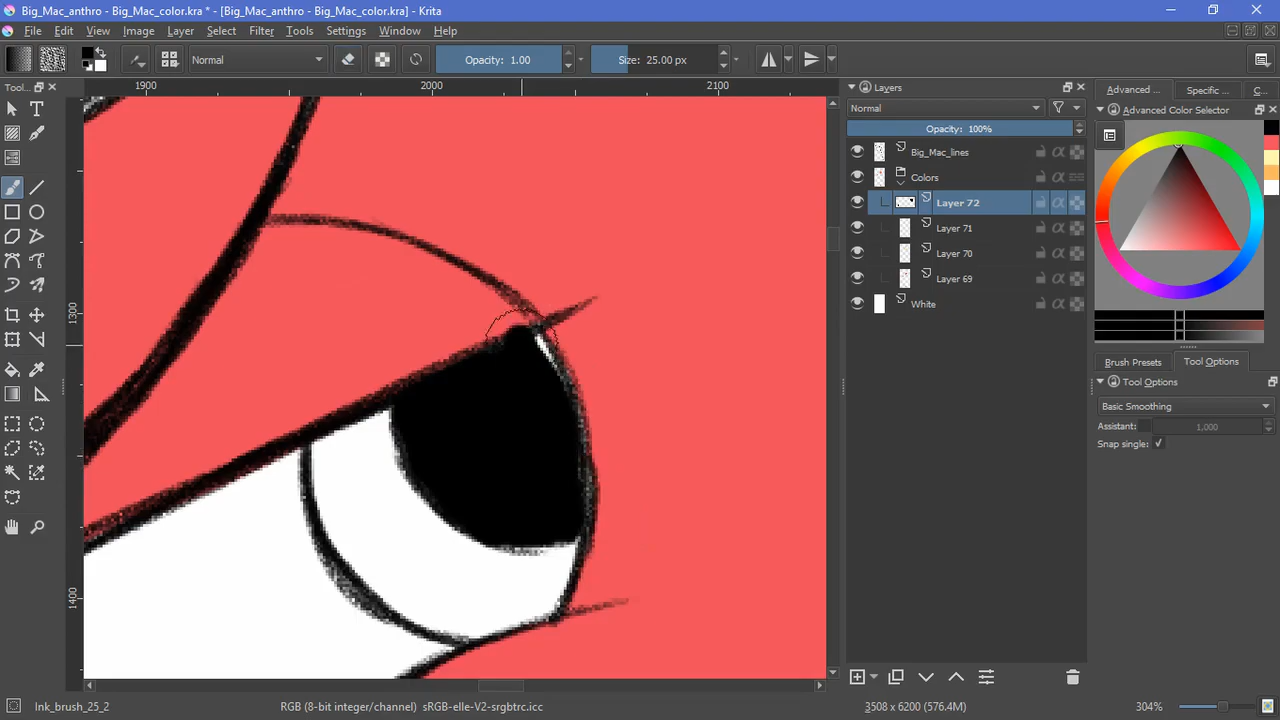 Big_Mac_anthro - Big_Mac_color.kra * - [Big_Mac_anthro - Big_Mac_color.kra] - Krita
File Edit View Image Layer Select Filter Tools Settings Window Help
Normal Opacity: 1.00 Size: 25.00 px
Tool... Layers Advanced ... Specific ... C...
1900 2000 2100
Normal Advanced Color Selector
Opacity: 100%
Big_Mac_lines
Colors
Layer 72
Layer 71
Layer 70
Layer 69
White
1300
1400
Brush Presets Tool Options
Tool Options
Basic Smoothing
Assistant: 1,000
Snap single:
Ink_brush_25_2 RGB (8-bit integer/channel) sRGB-elle-V2-srgbtrc.icc 3508 x 6200 (576.4M) 304%